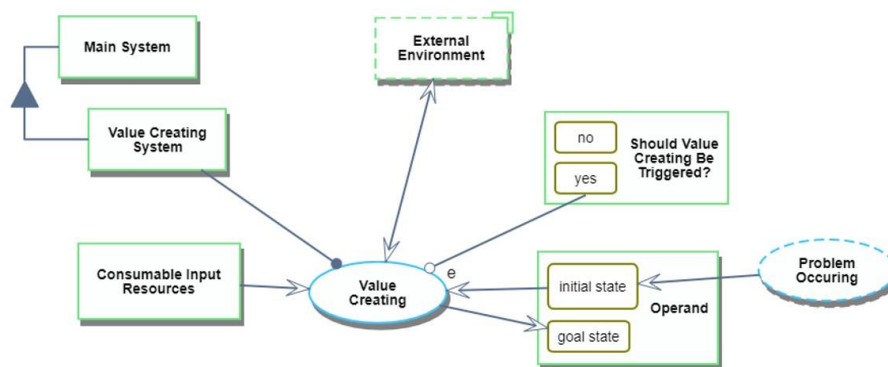 Main System
External
Environment
Value Creating
System
no
yes
Should Value
Creating Be
Triggered?
Consumable Input
Resources
Value
Creating
e
initial state
goal state
Operand
Problem
Occuring